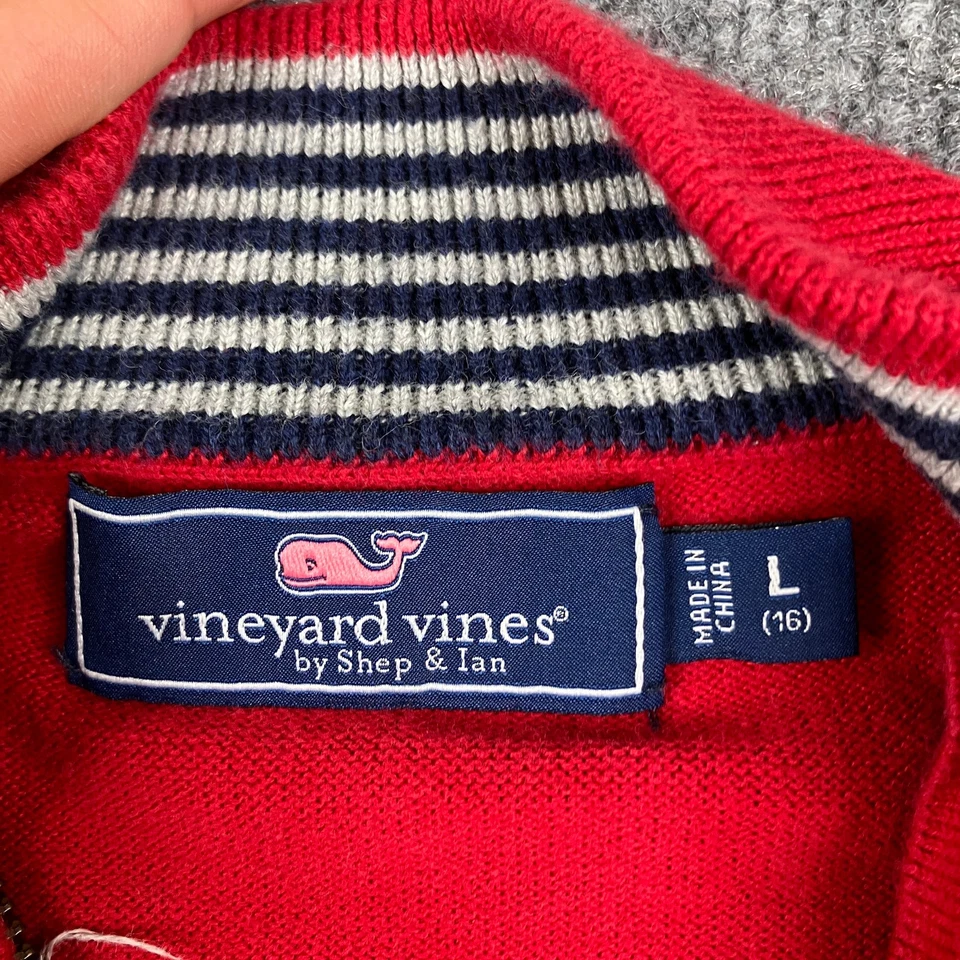 vineyard vines®
by Shep & Ian
MADE IN
CHINA
L
(16)